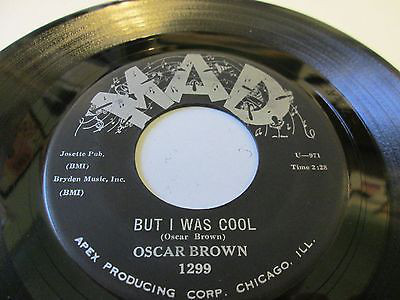 MAD
Josette Pub.
(BMI)
Bryden Music, Inc.
(BMI)
U—971
Time 2:28
BUT I WAS COOL
(Oscar Brown)
OSCAR BROWN
1299
APEX PRODUCING CORP. CHICAGO, ILL.